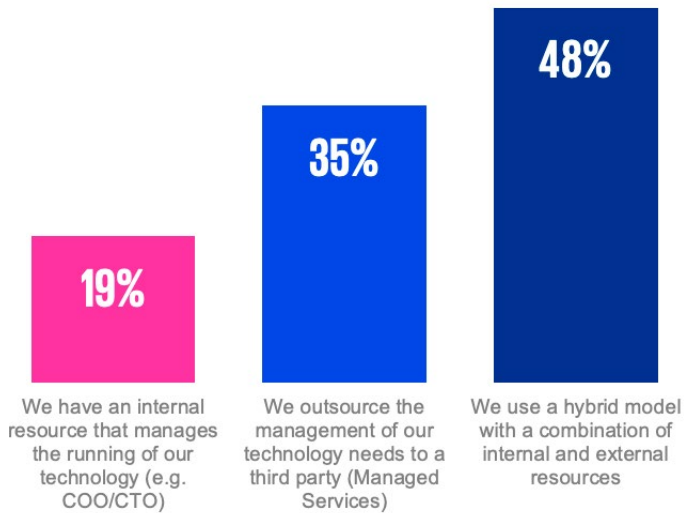 48%
35%
19%
We have an internal
resource that manages
the running of our
technology (e.g.
COO/CTO)
We outsource the
management of our
technology needs to a
third party (Managed
Services)
We use a hybrid model
with a combination of
internal and external
resources